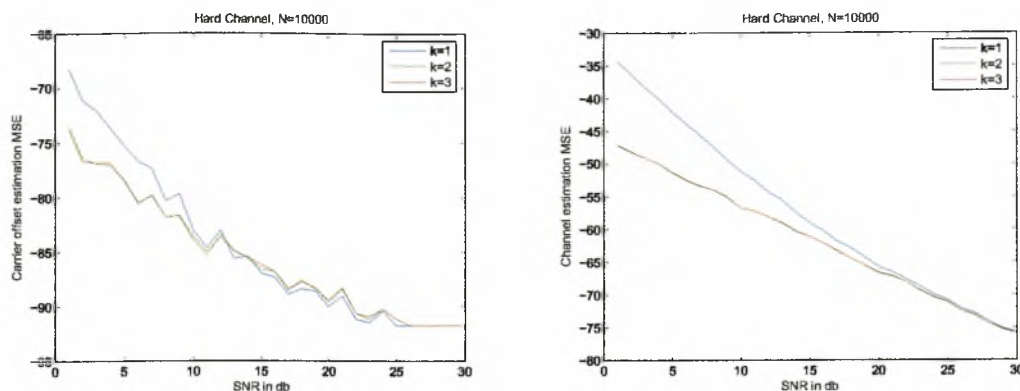 Hard Channel, N=10000
-65
-70
-75
-80
-85
-90
-95
0 5 10 15 20 25 30
Carrier offset estimation MSE
SNR in db
k=1
k=2
k=3
Hard Channel, N=10000
-30
-35
-40
-45
-50
-55
-60
-65
-70
-75
-80
0 5 10 15 20 25 30
Channel estimation MSE
SNR in db
k=1
k=2
k=3